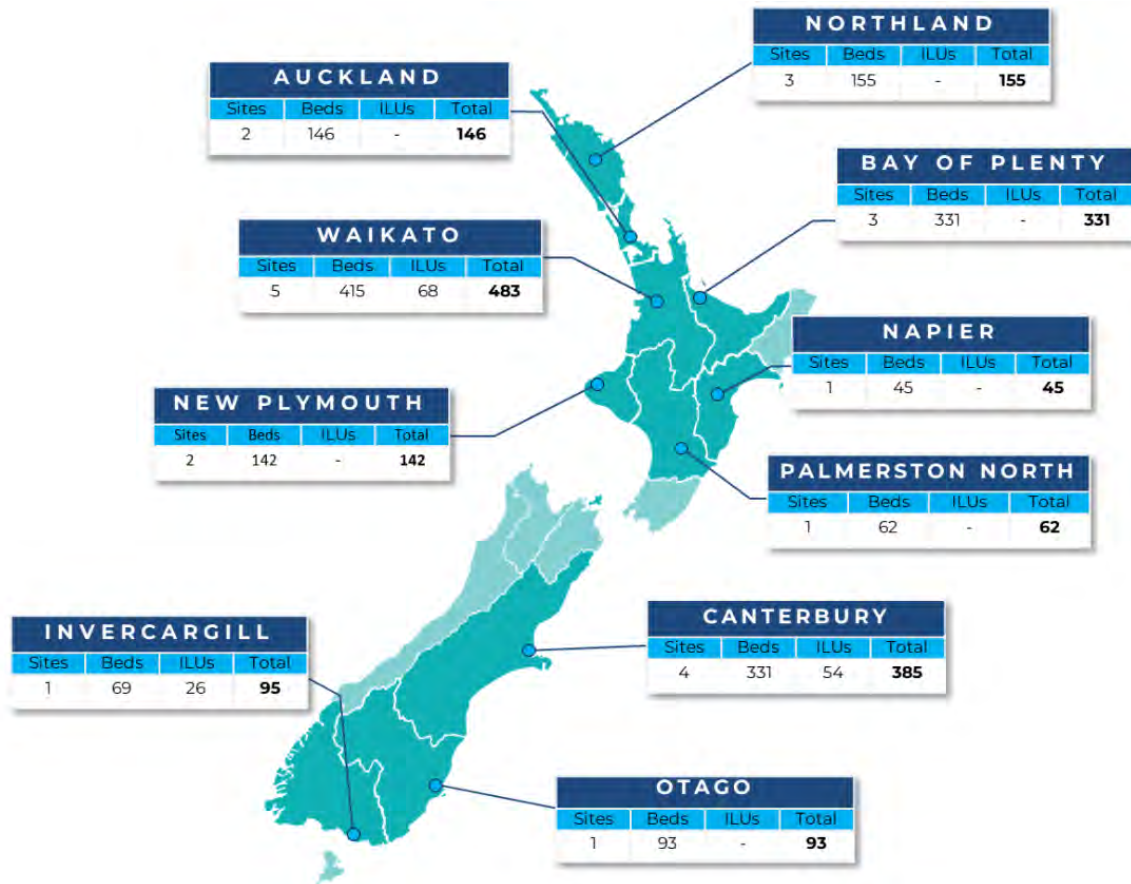 NORTHLAND
Sites Beds ILUs Total
3 155 - 155
AUCKLAND
Sites Beds ILUs Total
2 146 - 146
BAY OF PLENTY
Sites Beds ILUs Total
3 331 - 331
WAIKATO
Sites Beds ILUs Total
5 415 68 483
NAPIER
Sites Beds ILUs Total
1 45 - 45
NEW PLYMOUTH
Sites Beds ILUs Total
2 142 - 142
PALMERSTON NORTH
Sites Beds ILUs Total
1 62 - 62
CANTERBURY
Sites Beds ILUs Total
4 331 54 385
INVERCARGILL
Sites Beds ILUs Total
1 69 26 95
OTAGO
Sites Beds ILUs Total
1 93 - 93